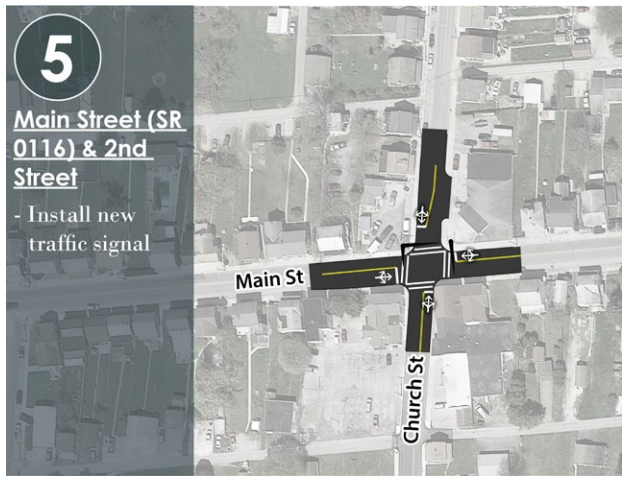 5
Main Street (SR
0116) & 2nd
Street
- Install new
traffic signal
Main St
Church St